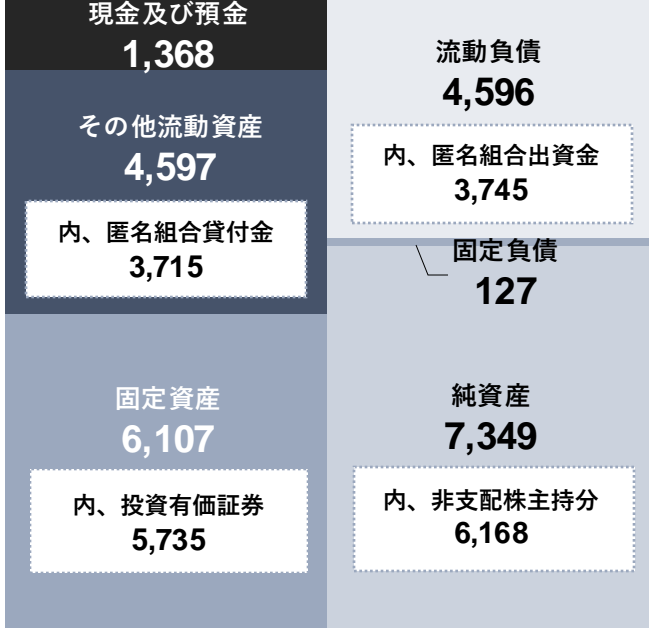 現金及び預金
1,368
その他流動資産
4,597
内、匿名組合貸付金
3,715
固定資産
6,107
内、投資有価証券
5,735
流動負債
4,596
内、匿名組合出資金
3,745
固定負債
127
純資産
7,349
内、非支配株主持分
6,168